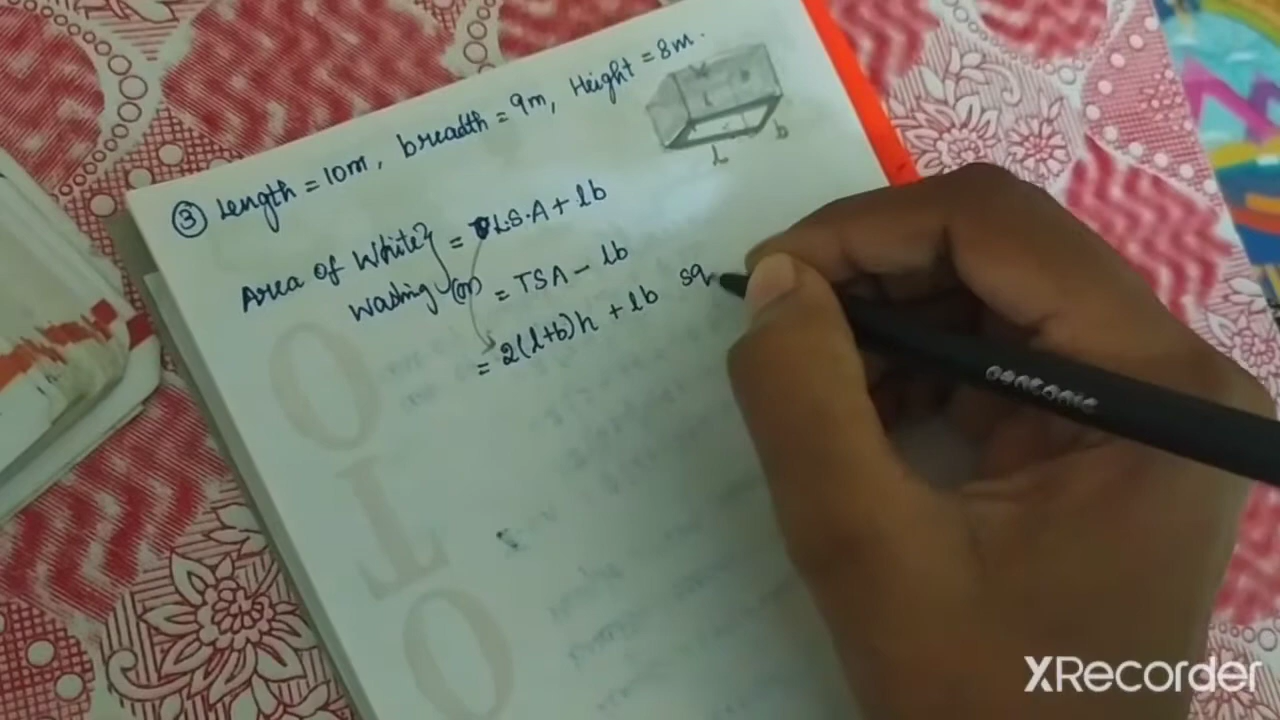 ③ Length = 10m, breadth = 9m, Height = 8m.
l
b
Area of White} = L.S.A + lb
washing (or) = TSA - lb
= 2(l+b)h + lb sq
XRecorder